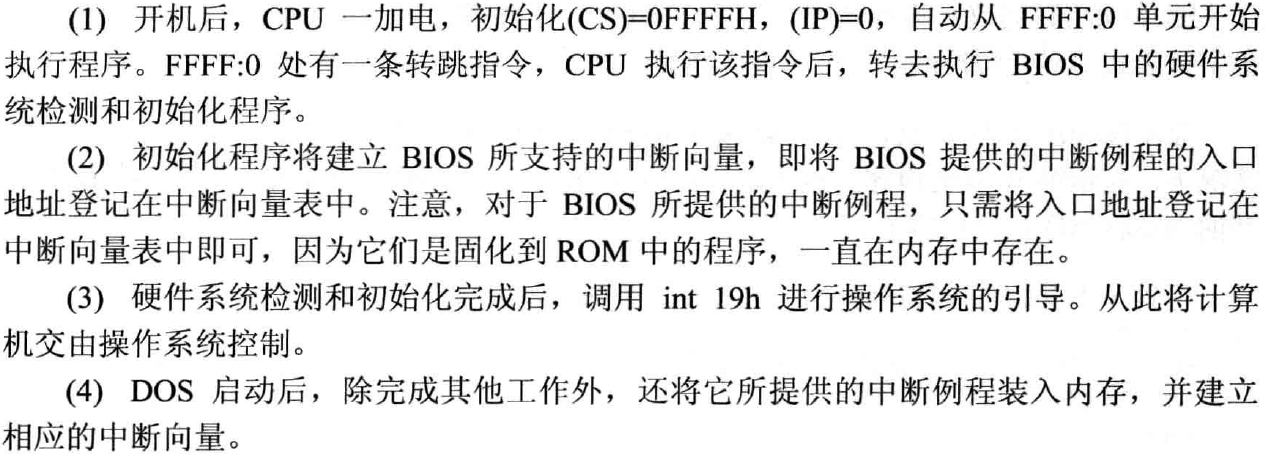 (1) 开机后，CPU 一加电，初始化(CS)=0FFFFH，(IP)=0，自动从 FFFF:0 单元开始
执行程序。FFFF:0 处有一条转跳指令，CPU 执行该指令后，转去执行 BIOS 中的硬件系
统检测和初始化程序。
(2) 初始化程序将建立 BIOS 所支持的中断向量，即将 BIOS 提供的中断例程的入口
地址登记在中断向量表中。注意，对于 BIOS 所提供的中断例程，只需将入口地址登记在
中断向量表中即可，因为它们是固化到 ROM 中的程序，一直在内存中存在。
(3) 硬件系统检测和初始化完成后，调用 int 19h 进行操作系统的引导。从此将计算
机交由操作系统控制。
(4) DOS 启动后，除完成其他工作外，还将它所提供的中断例程装入内存，并建立
相应的中断向量。